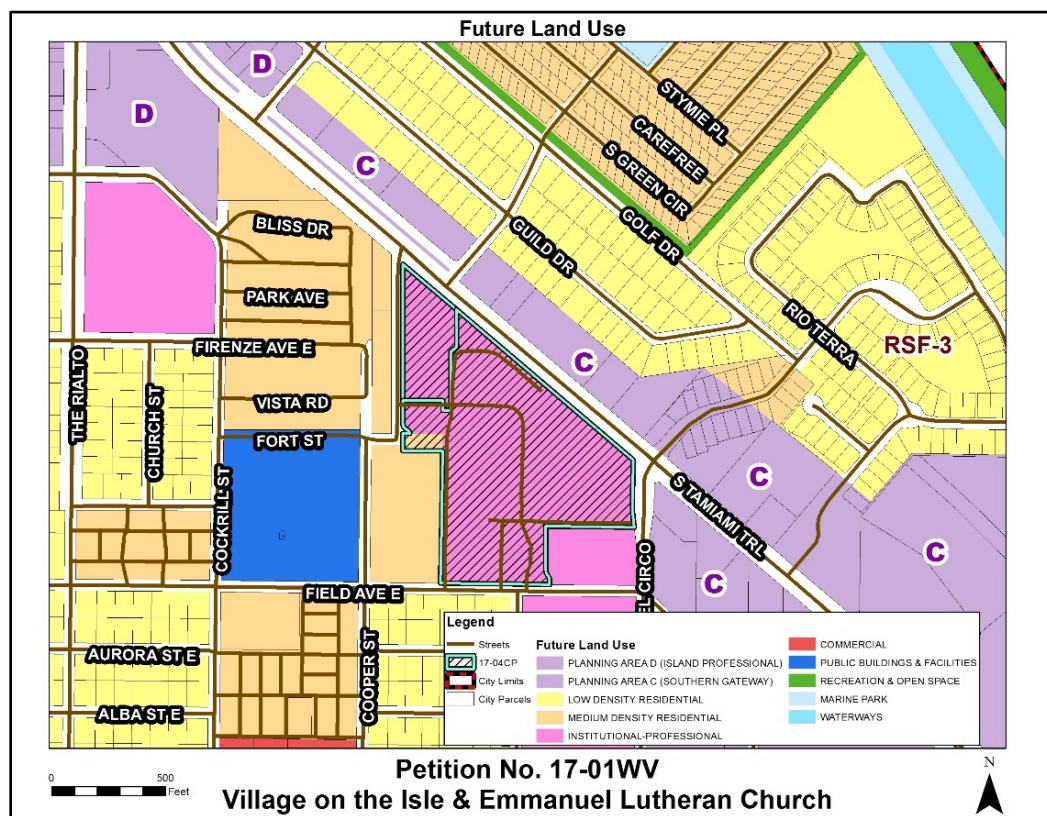 Future Land Use
D
D
STYMIE PL
CAREFREE
C
S GREEN CIR
BLISS DR
GUILD DR
GOLF DR
PARK AVE
RIO TERRA
RSF-3
FIRENZE AVE E
C
THE RIALTO
CHURCH ST
VISTA RD
FORT ST
COCKRILL ST
S TAMIAMI TRL
C
C
C
EL CIRCO
FIELD AVE E
COOPER ST
AURORA ST E
ALBA ST E
Legend
Streets
17-04CP
City Limits
City Parcels
Future Land Use
PLANNING AREA D (ISLAND PROFESSIONAL)
PLANNING AREA C (SOUTHERN GATEWAY)
LOW DENSITY RESIDENTIAL
MEDIUM DENSITY RESIDENTIAL
INSTITUTIONAL-PROFESSIONAL
COMMERCIAL
PUBLIC BUILDINGS & FACILITIES
RECREATION & OPEN SPACE
MARINE PARK
WATERWAYS
0 500
Feet
N
Petition No. 17-01WV
Village on the Isle & Emmanuel Lutheran Church